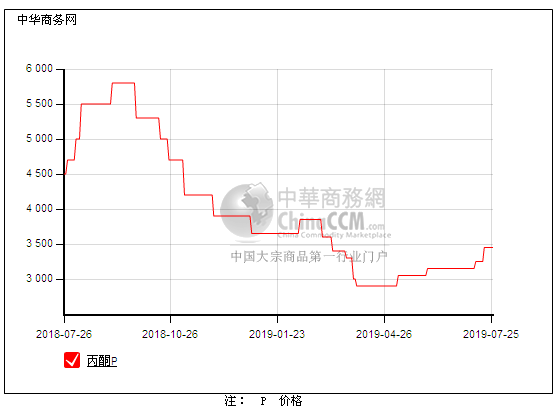 中华商务网
6 000
5 500
5 000
4 500
4 000
3 500
3 000
中華商務網
ChinaCCM.com
China Commodity Marketplace
中国大宗商品第一行业门户
2018-07-26 2018-10-26 2019-01-23 2019-04-26 2019-07-25
丙酮P
注： P 价格